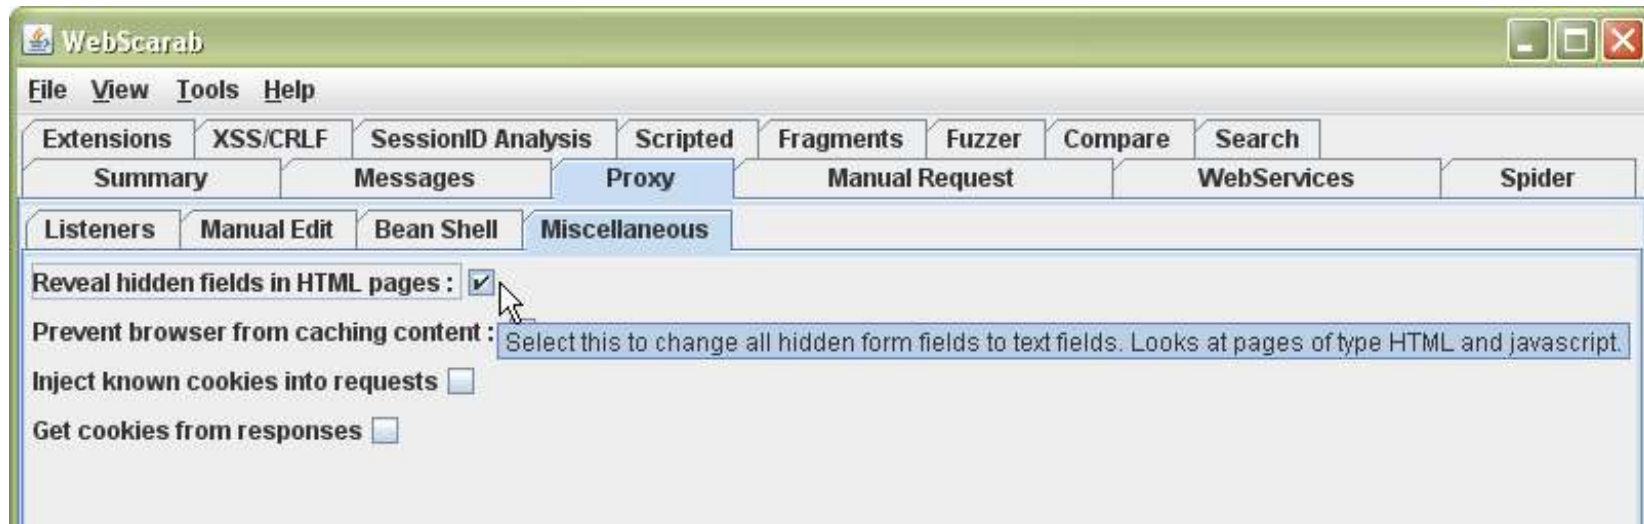 WebScarab
File View Tools Help
Extensions XSS/CRLF SessionID Analysis Scripted Fragments Fuzzer Compare Search
Summary Messages Proxy Manual Request WebServices Spider
Listeners Manual Edit Bean Shell Miscellaneous
Reveal hidden fields in HTML pages :
Prevent browser from caching content :
Select this to change all hidden form fields to text fields. Looks at pages of type HTML and javascript.
Inject known cookies into requests
Get cookies from responses